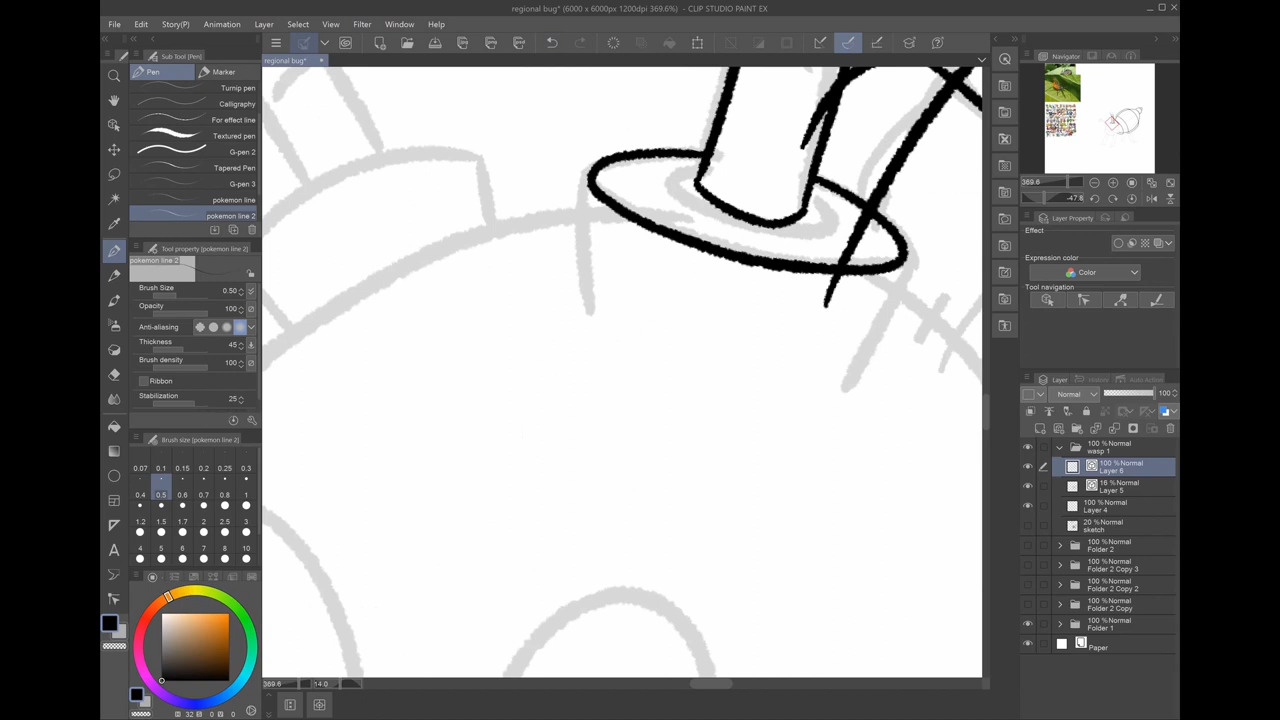 regional bug* (6000 x 6000px 1200dpi 369.6%) - CLIP STUDIO PAINT EX
File Edit Story(P) Animation Layer Select View Filter Window Help
regional bug*
Sub Tool [Pen]
Pen Marker
Turnip pen
Calligraphy
For effect line
Textured pen
G-pen 2
Tapered Pen
G-pen 3
pokemon line
pokemon line 2
Tool property [pokemon line 2]
pokemon line 2
Brush Size 0.50
Opacity 100
Anti-aliasing
Thickness 45
Brush density 100
Ribbon
Stabilization 25
Brush size [pokemon line 2]
0.07 0.1 0.15 0.2 0.25 0.3
0.4 0.5 0.6 0.7 0.8 1
1.2 1.5 1.7 2 2.5 3
4 5 6 7 8 10
32 0 0
369.6 14.0
Navigator
369.6
-47.8
Layer Property
Effect
Expression color
Color
Tool navigation
Layer History Auto Action
Normal 100
100 %Normal
wasp 1
100 %Normal
Layer 6
16 %Normal
Layer 5
100 %Normal
Layer 4
20 %Normal
sketch
100 %Normal
Folder 2
100 %Normal
Folder 2 Copy 3
100 %Normal
Folder 2 Copy 2
100 %Normal
Folder 2 Copy
100 %Normal
Folder 1
Paper